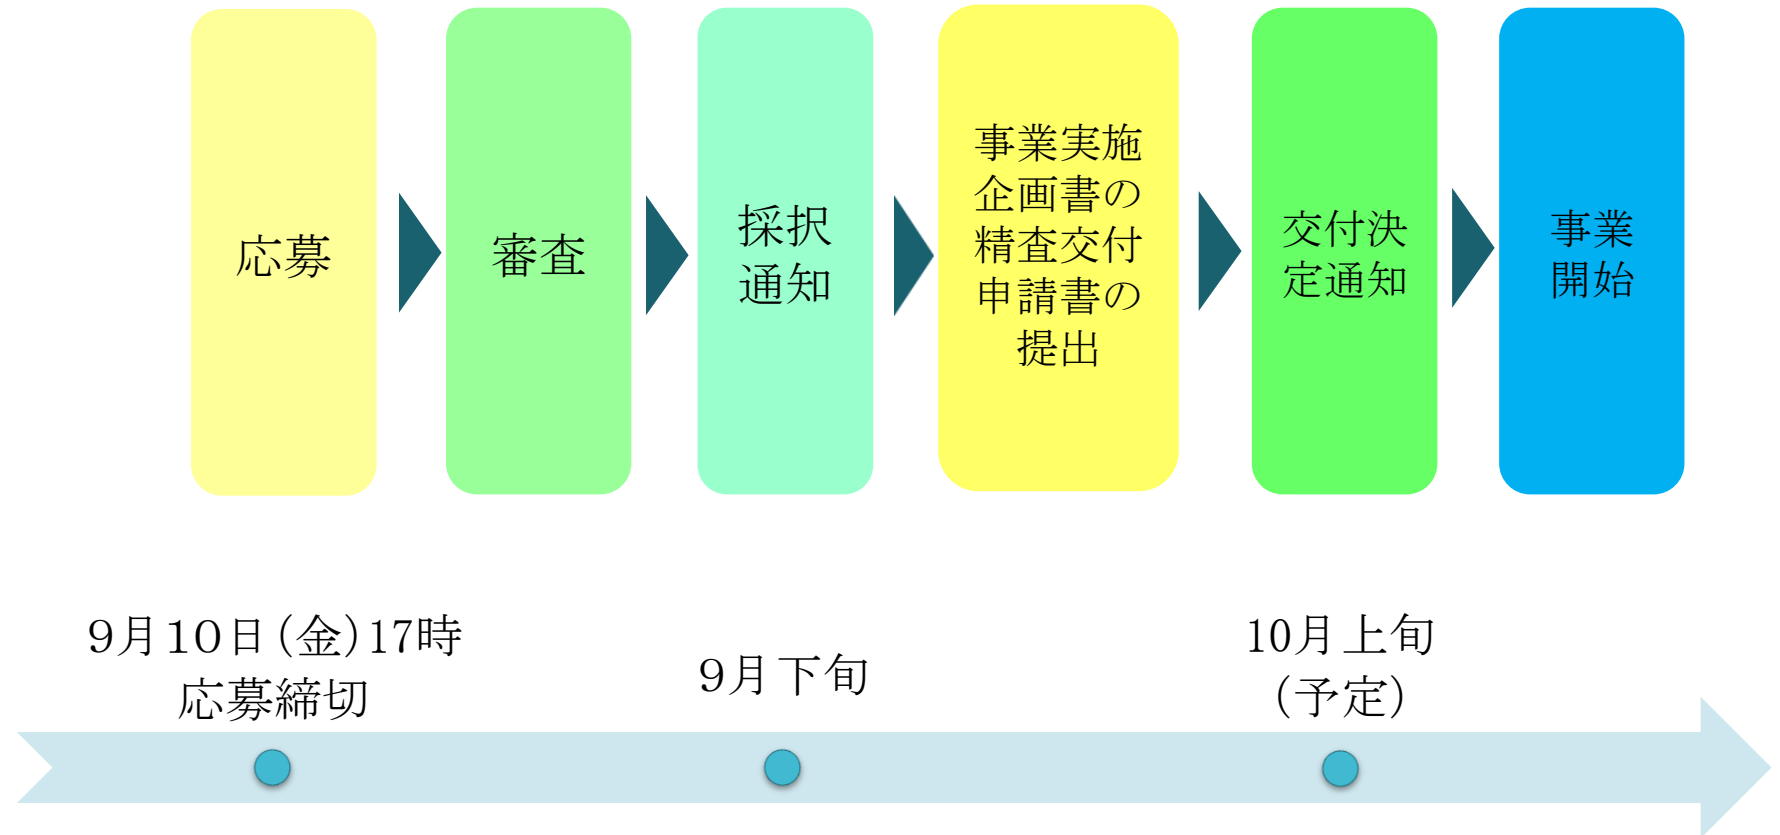 応募
審査
採択
通知
事業実施
企画書の
精査交付
申請書の
提出
交付決
定通知
事業
開始
９月１０日（金）17時
応募締切
９月下旬
10月上旬
（予定）